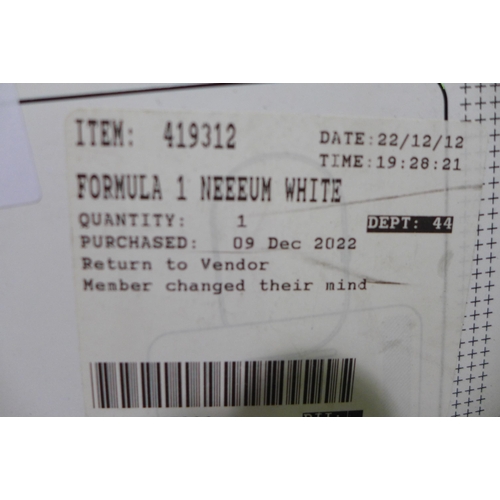 ITEM: 419312
DATE:22/12/12
TIME:19:28:21
FORMULA 1 NEEEUM WHITE
QUANTITY: 1
DEPT: 44
PURCHASED: 09 Dec 2022
Return to Vendor
Member changed their mind